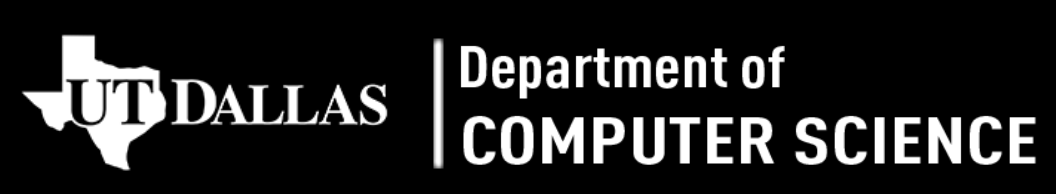 UT DALLAS
Department of
COMPUTER SCIENCE